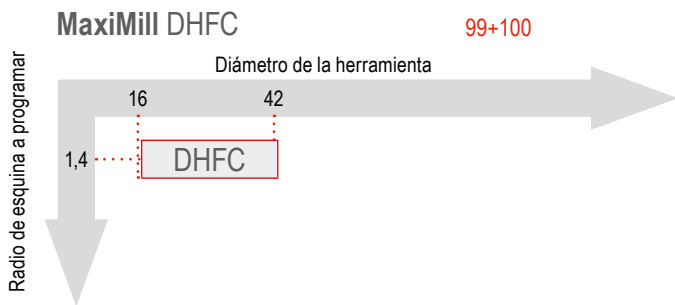 MaxiMill DHFC
99+100
Diámetro de la herramienta
16
42
Radio de esquina a programar
1,4
DHFC